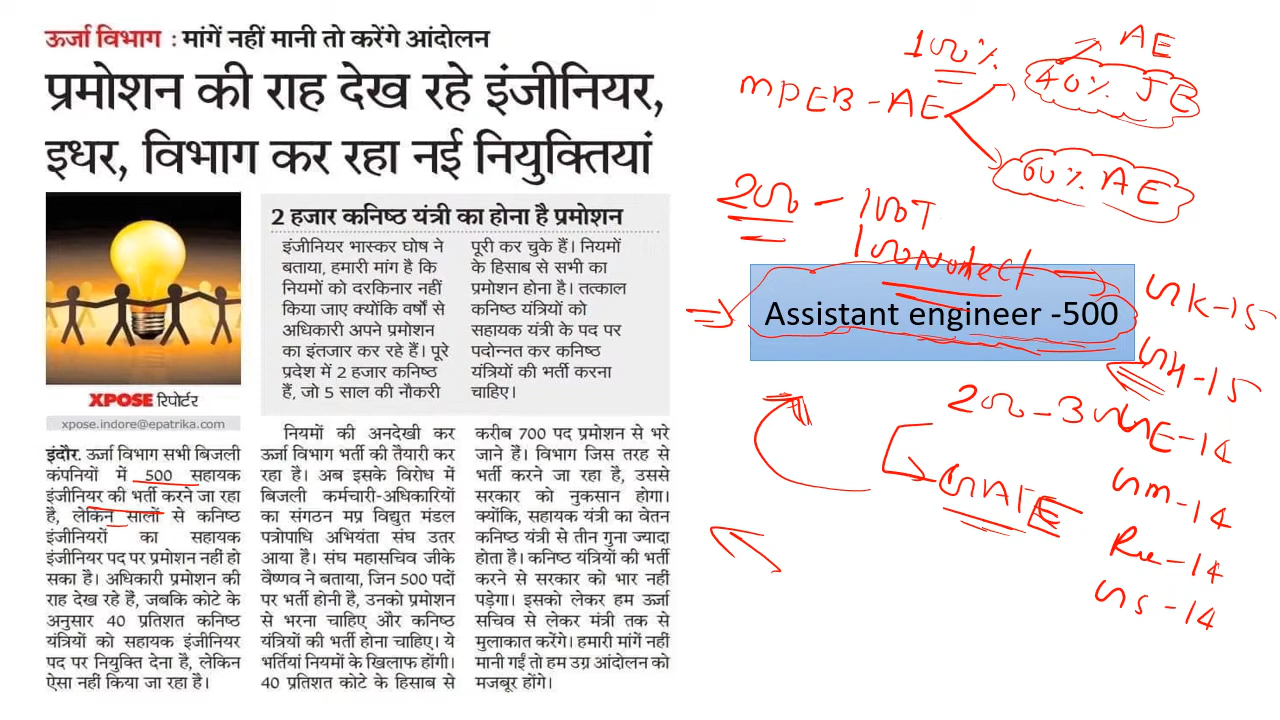 ऊर्जा विभाग : मांगें नहीं मानी तो करेंगे आंदोलन
प्रमोशन की राह देख रहे इंजीनियर,
इधर, विभाग कर रहा नई नियुक्तियां
XPOSE रिपोर्टर
xpose.indore@epatrika.com
इंदौर. ऊर्जा विभाग सभी बिजली
कंपनियों में 500 सहायक
इंजीनियर की भर्ती करने जा रहा
है, लेकिन सालों से कनिष्ठ
इंजीनियरों का सहायक
इंजीनियर पद पर प्रमोशन नहीं हो
सका है। अधिकारी प्रमोशन की
राह देख रहे हैं, जबकि कोटे के
अनुसार 40 प्रतिशत कनिष्ठ
यंत्रियों को सहायक इंजीनियर
पद पर नियुक्ति देना है, लेकिन
ऐसा नहीं किया जा रहा है।
2 हजार कनिष्ठ यंत्री का होना है प्रमोशन
इंजीनियर भास्कर घोष ने
बताया, हमारी मांग है कि
नियमों को दरकिनार नहीं
किया जाए क्योंकि वर्षों से
अधिकारी अपने प्रमोशन
का इंतजार कर रहे हैं। पूरे
प्रदेश में 2 हजार कनिष्ठ
हैं, जो 5 साल की नौकरी
पूरी कर चुके हैं। नियमों
के हिसाब से सभी का
प्रमोशन होना है। तत्काल
कनिष्ठ यंत्रियों को
सहायक यंत्री के पद पर
पदोन्नत कर कनिष्ठ
यंत्रियों की भर्ती करना
चाहिए।
नियमों की अनदेखी कर
ऊर्जा विभाग भर्ती की तैयारी कर
रहा है। अब इसके विरोध में
बिजली कर्मचारी-अधिकारियों
का संगठन मप्र विद्युत मंडल
पत्रोपाधि अभियंता संघ उतर
आया है। संघ महासचिव जीके
वैष्णव ने बताया, जिन 500 पदों
पर भर्ती होनी है, उनको प्रमोशन
से भरना चाहिए और कनिष्ठ
यंत्रियों की भर्ती होना चाहिए। ये
भर्तियां नियमों के खिलाफ होंगी।
40 प्रतिशत कोटे के हिसाब से
करीब 700 पद प्रमोशन से भरे
जाने हैं। विभाग जिस तरह से
भर्ती करने जा रहा है, उससे
सरकार को नुकसान होगा।
क्योंकि, सहायक यंत्री का वेतन
कनिष्ठ यंत्री से तीन गुना ज्यादा
होता है। कनिष्ठ यंत्रियों की भर्ती
करने से सरकार को भार नहीं
पड़ेगा। इसको लेकर हम ऊर्जा
सचिव से लेकर मंत्री तक से
मुलाकात करेंगे। हमारी मांगें नहीं
मानी गईं तो हम उग्र आंदोलन को
मजबूर होंगे।
100% AE
MPEB-AE 40% JE
60% AE
200 - 100T
Assistant engineer -500
GK-15
GH-15
200-300
GE-14
GATE
Gm-14
GS-14